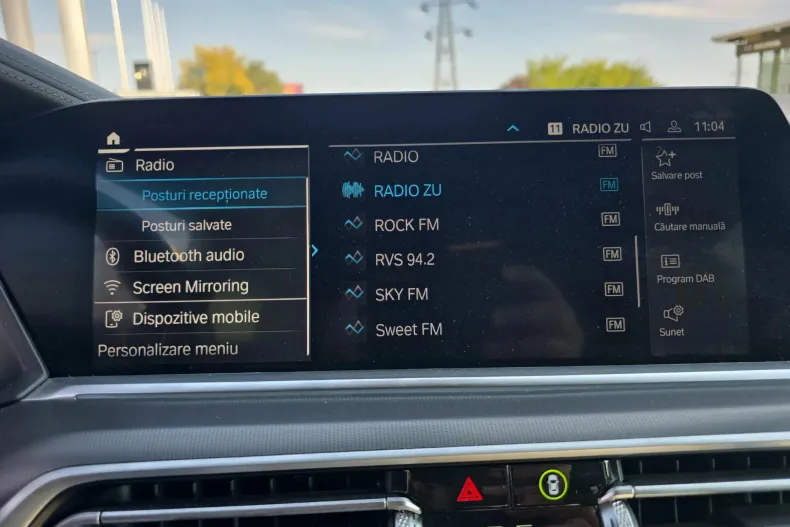 11 RADIO ZU 11:04
Radio
Posturi recepționate
Posturi salvate
Bluetooth audio
Screen Mirroring
Dispozitive mobile
Personalizare meniu
RADIO FM
RADIO ZU FM
ROCK FM FM
RVS 94.2 FM
SKY FM FM
Sweet FM FM
Salvare post
Căutare manuală
Program DAB
Sunet